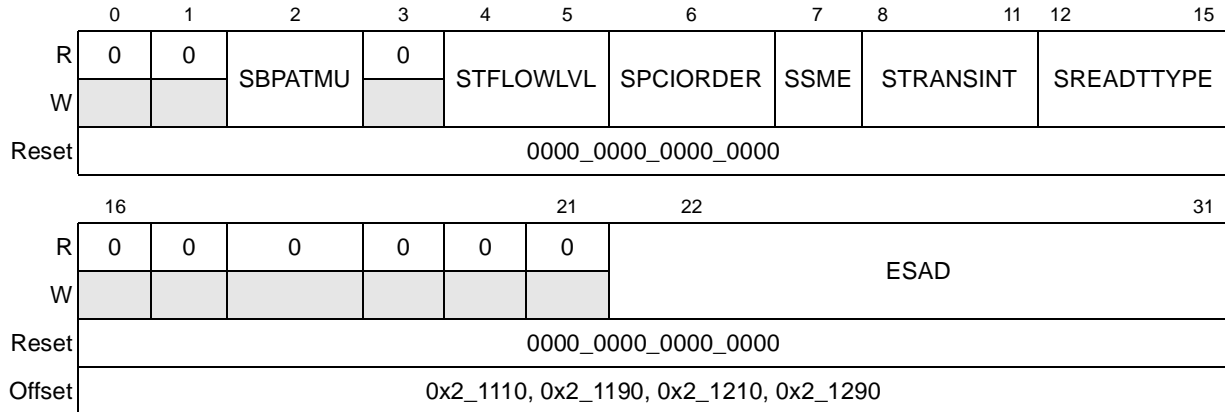 0 1 2 3 4 5 6 7 8 11 12 15
R 0 0 SBPATMU 0 STFLOWLVL SPCIORDER SSME STRANSINT SREADTTYPE
W
Reset 0000_0000_0000_0000
16 21 22 31
R 0 0 0 0 0 0 ESAD
W
Reset 0000_0000_0000_0000
Offset 0x2_1110, 0x2_1190, 0x2_1210, 0x2_1290